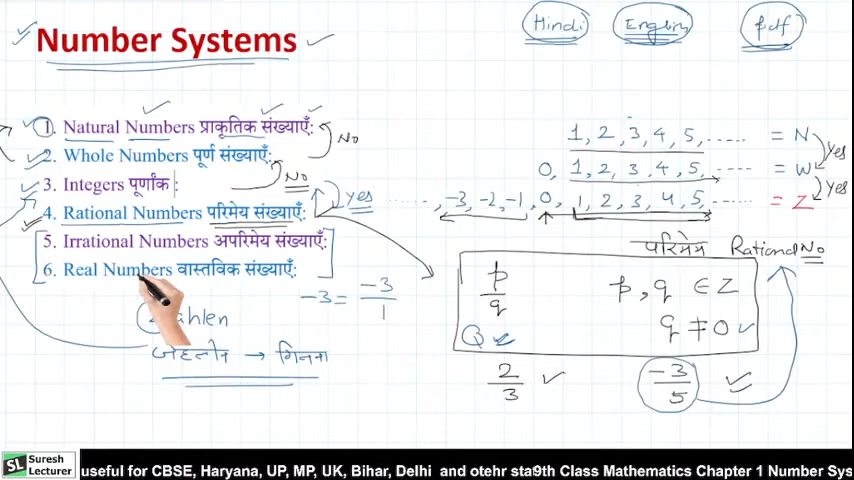 Number Systems
Hindi English pdf
1. Natural Numbers प्राकृतिक संख्याएँ:
No
2. Whole Numbers पूर्ण संख्याएँ:
3. Integers पूर्णांक :
No
4. Rational Numbers परिमेय संख्याएँ:
yes
5. Irrational Numbers अपरिमेय संख्याएँ:
6. Real Numbers वास्तविक संख्याएँ:
1, 2, 3, 4, 5, ...... = N
yes
0, 1, 2, 3, 4, 5, ...... = W
yes
...... -3, -2, -1, 0, 1, 2, 3, 4, 5, ...... = Z
परिमेय Rational No
p/q p, q ∈ Z
Q q ≠ 0
-3 = -3/1
2/3 -3/5
ahlen
→ गिनना
SL Suresh Lecturer
useful for CBSE, Haryana, UP, MP, UK, Bihar, Delhi and otehr sta9th Class Mathematics Chapter 1 Number Sys